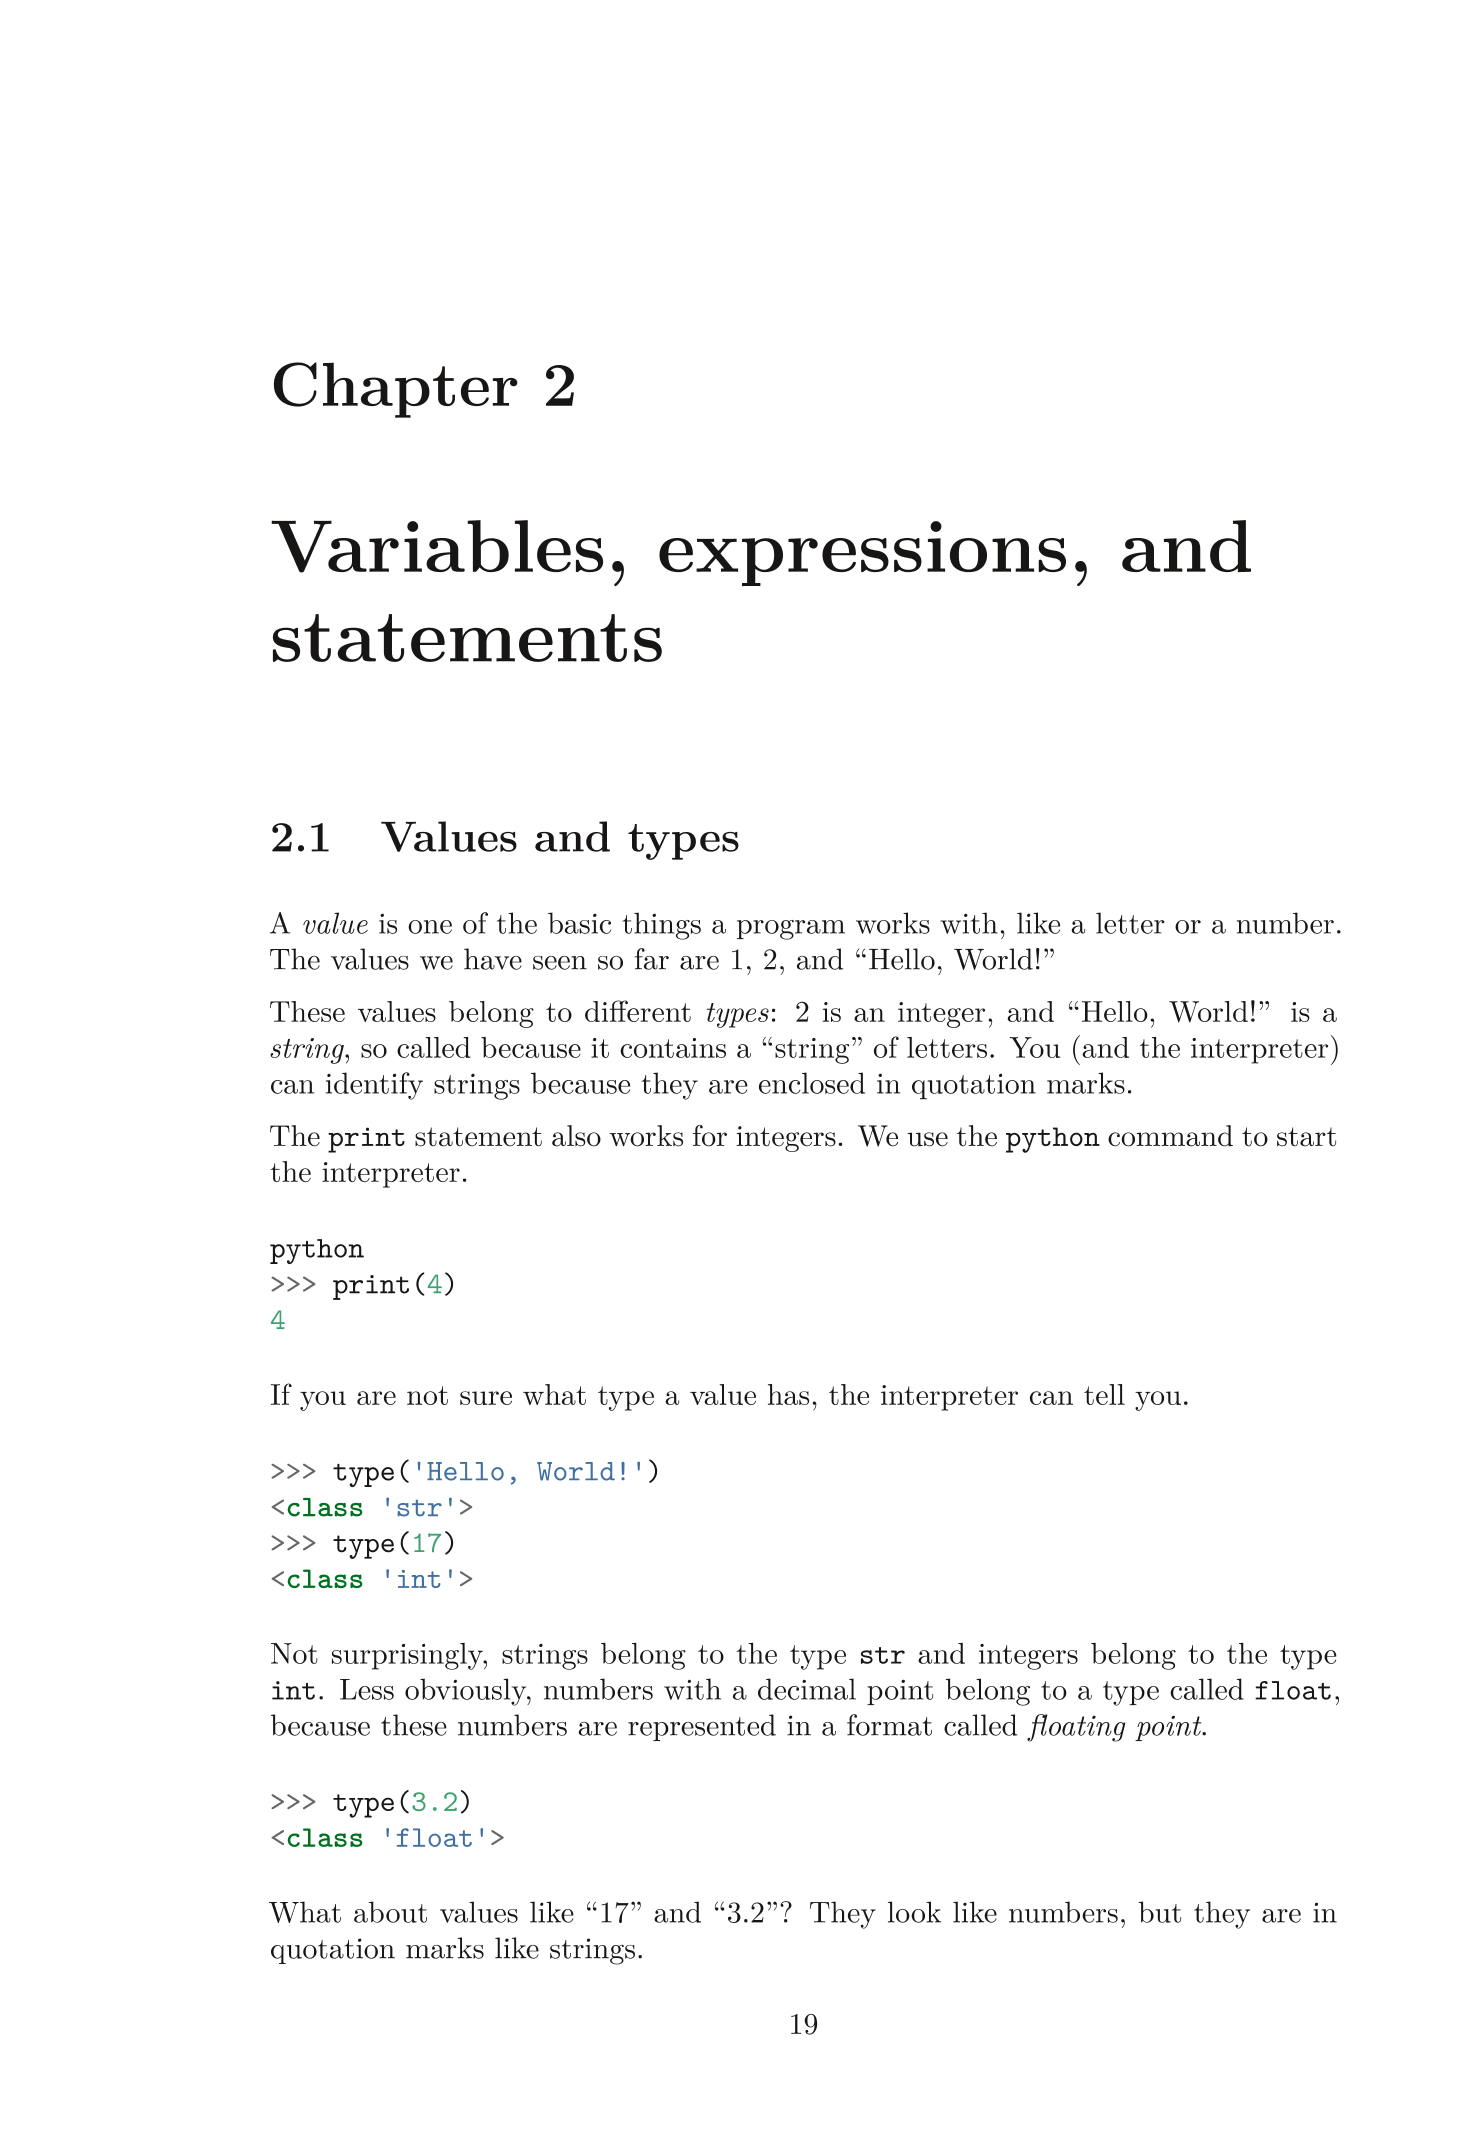 Chapter 2
Variables, expressions, and
statements
2.1 Values and types
A value is one of the basic things a program works with, like a letter or a number.
The values we have seen so far are 1, 2, and “Hello, World!”
These values belong to different types: 2 is an integer, and “Hello, World!” is a
string, so called because it contains a “string” of letters. You (and the interpreter)
can identify strings because they are enclosed in quotation marks.
The print statement also works for integers. We use the python command to start
the interpreter.
python
>>> print(4)
4
If you are not sure what type a value has, the interpreter can tell you.
>>> type('Hello, World!')
<class 'str'>
>>> type(17)
<class 'int'>
Not surprisingly, strings belong to the type str and integers belong to the type
int. Less obviously, numbers with a decimal point belong to a type called float,
because these numbers are represented in a format called floating point.
>>> type(3.2)
<class 'float'>
What about values like “17” and “3.2”? They look like numbers, but they are in
quotation marks like strings.
19